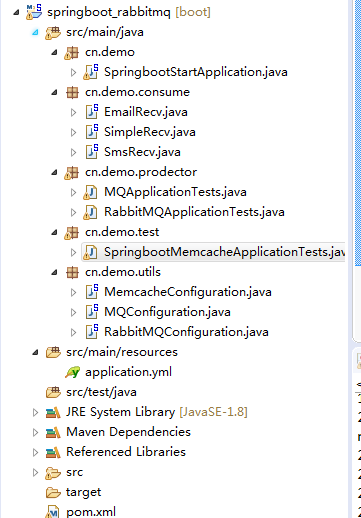 springboot_rabbitmq [boot]
src/main/java
cn.demo
SpringbootStartApplication.java
cn.demo.consume
EmailRecv.java
SimpleRecv.java
SmsRecv.java
cn.demo.prodector
MQApplicationTests.java
RabbitMQApplicationTests.java
cn.demo.test
SpringbootMemcacheApplicationTests.jav
cn.demo.utils
MemcacheConfiguration.java
MQConfiguration.java
RabbitMQConfiguration.java
src/main/resources
application.yml
src/test/java
JRE System Library [JavaSE-1.8]
Maven Dependencies
Referenced Libraries
src
target
pom.xml